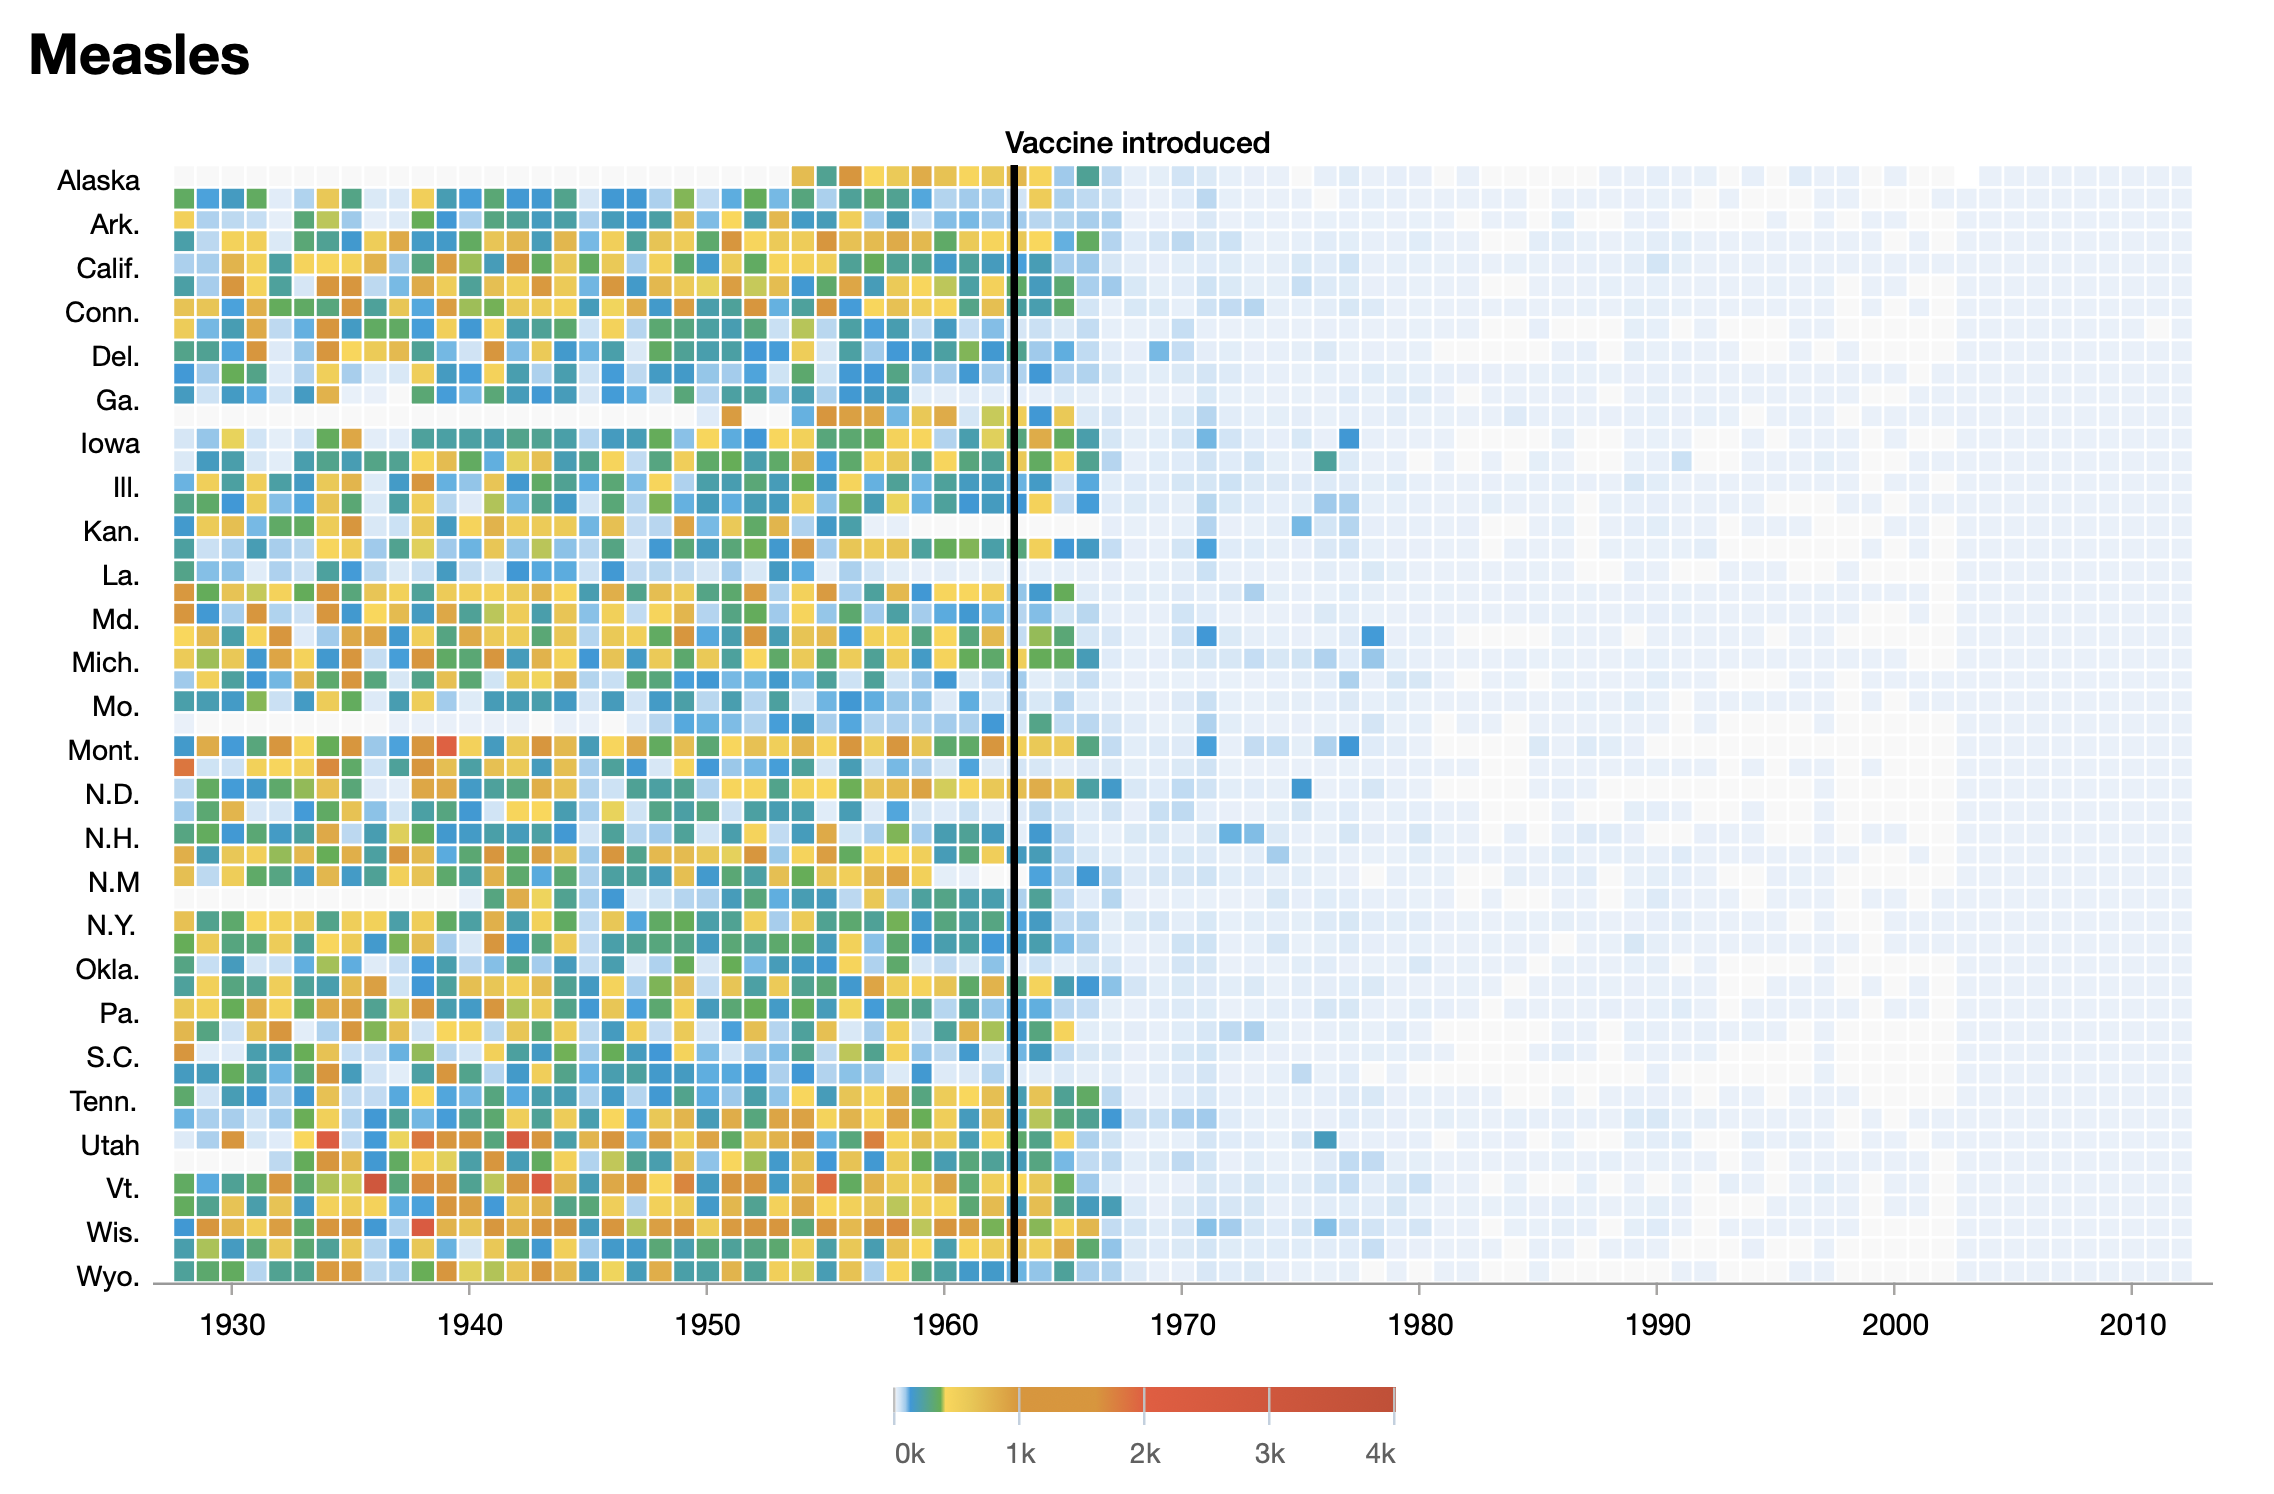 Measles
Vaccine introduced
Alaska
Ark.
Calif.
Conn.
Del.
Ga.
Iowa
Ill.
Kan.
La.
Md.
Mich.
Mo.
Mont.
N.D.
N.H.
N.M
N.Y.
Okla.
Pa.
S.C.
Tenn.
Utah
Vt.
Wis.
Wyo.
1930 1940 1950 1960 1970 1980 1990 2000 2010
0k 1k 2k 3k 4k